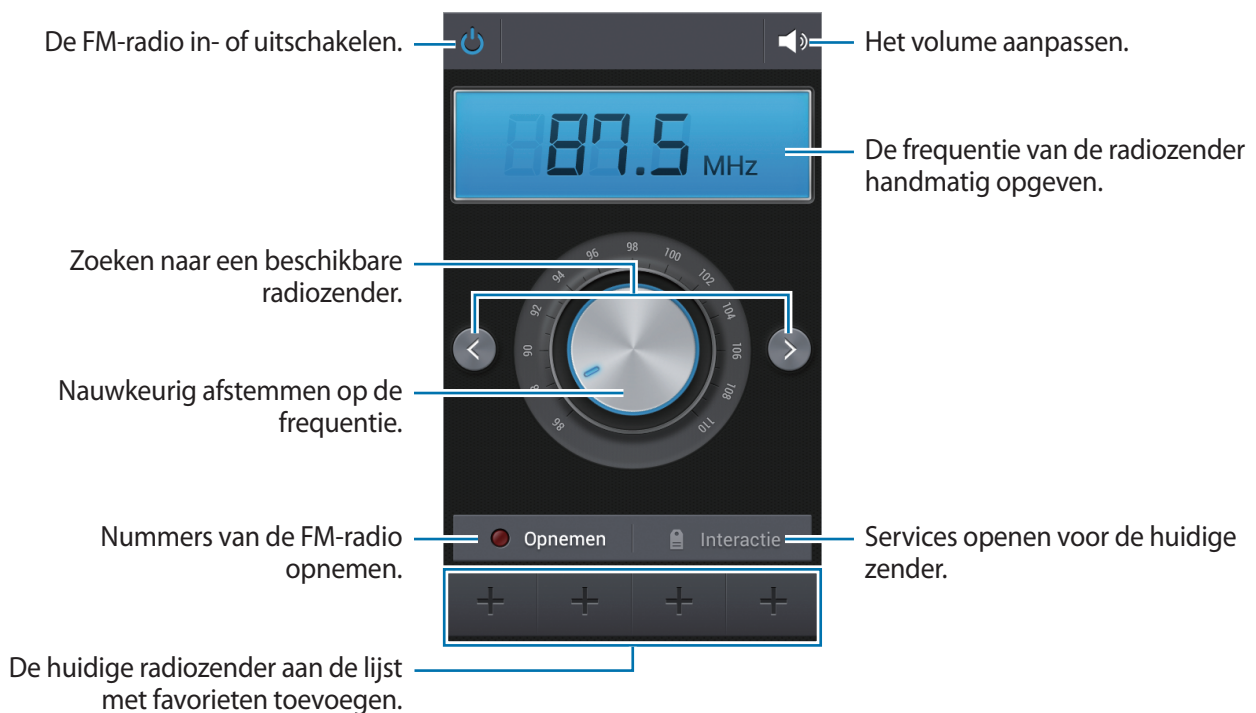 De FM-radio in- of uitschakelen.
Het volume aanpassen.
87.5 MHz
De frequentie van de radiozender
handmatig opgeven.
Zoeken naar een beschikbare
radiozender.
86
90
92
94
96
98
100
102
104
106
108
110
Nauwkeurig afstemmen op de
frequentie.
Nummers van de FM-radio
opnemen.
Opnemen
Interactie
Services openen voor de huidige
zender.
+ + + +
De huidige radiozender aan de lijst
met favorieten toevoegen.